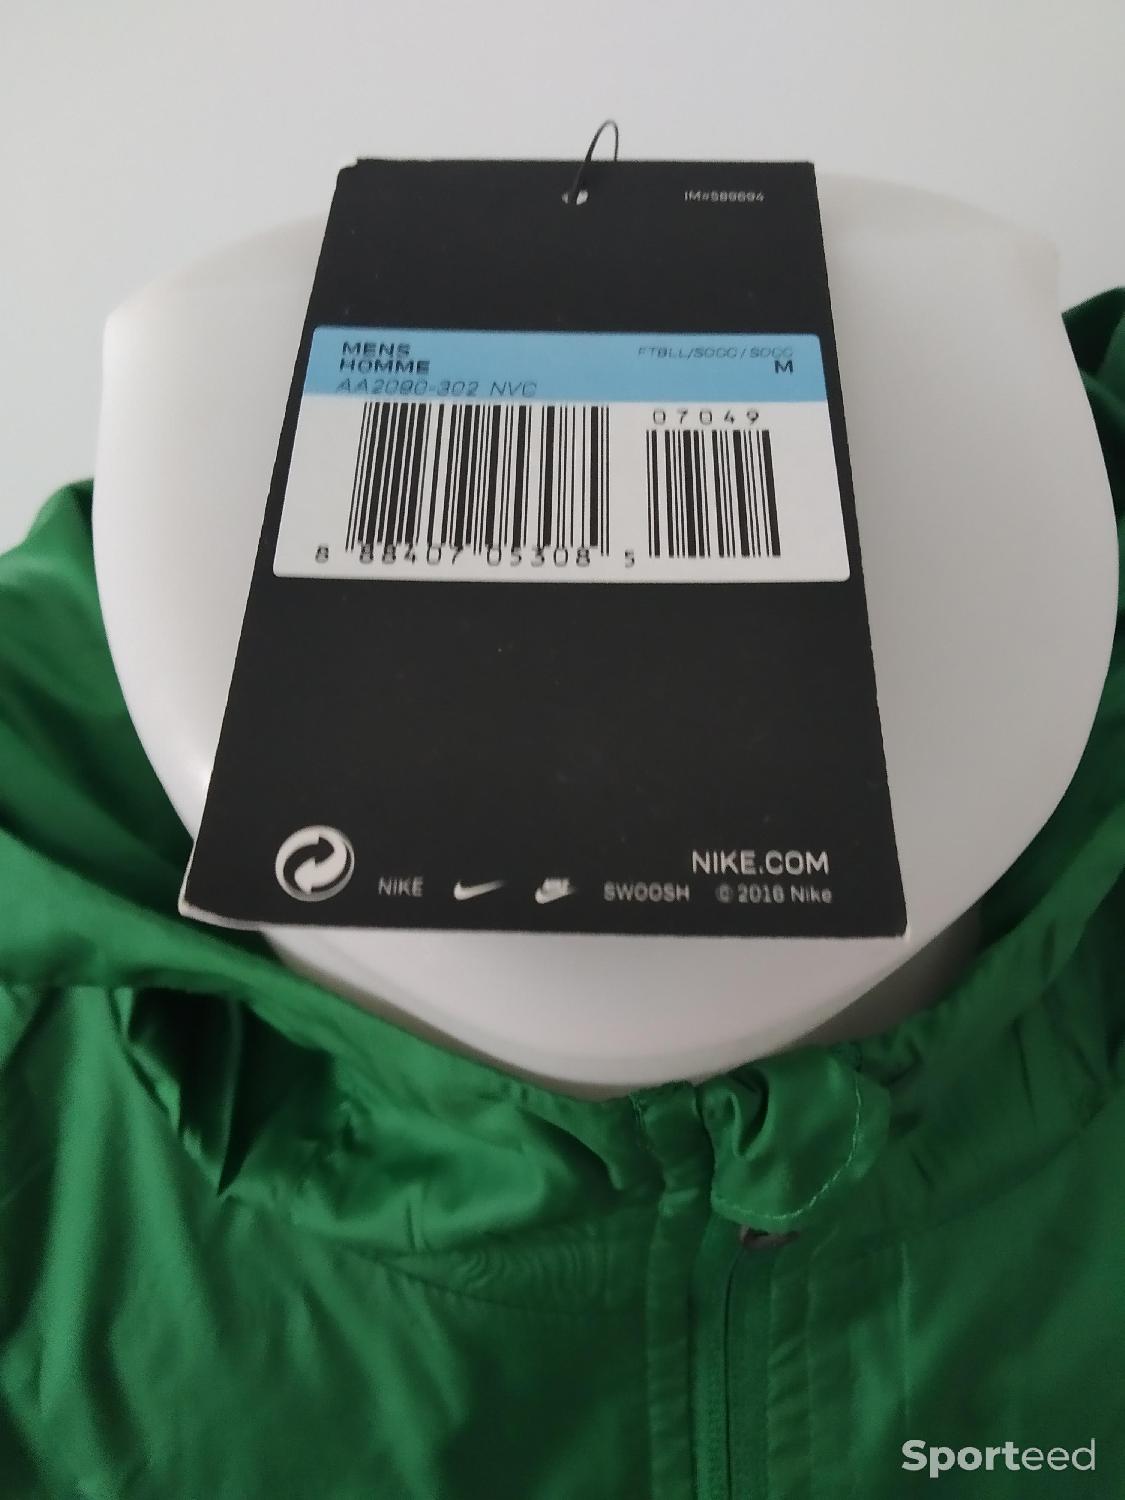 IM#589694
MENS
HOMME
FTBLL/SOCC/SOCC
M
AA2090-302 NVC
07049
8 88407 05308 5
NIKE.COM
NIKE NIKE SWOOSH © 2016 Nike
Sporteed